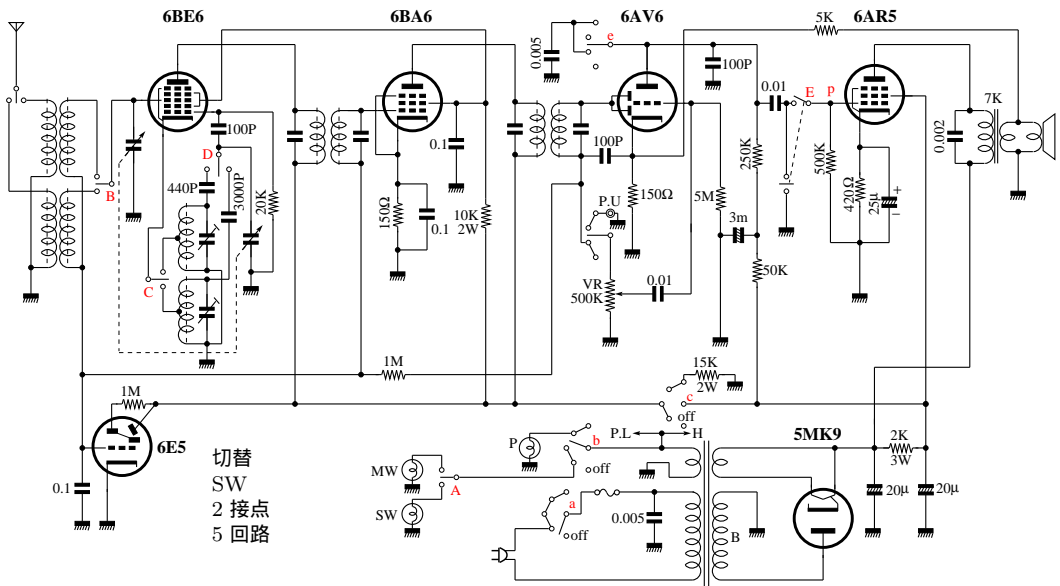 6BE6
6BA6
6AV6
6AR5
5K
0.005
e
100P
0.01
E
p
7K
0.002
100P
D
B
440P
3000P
20K
C
0.1
150Ω
0.1
10K
2W
100P
150Ω
P.U
VR
500K
0.01
5M
3m
250K
50K
500K
420Ω
25μ
+
−
1M
1M
6E5
0.1
切替
SW
2 接点
5 回路
15K
2W
c
off
P.L
H
P
b
off
MW
A
SW
a
off
0.005
B
5MK9
2K
3W
20μ
20μ